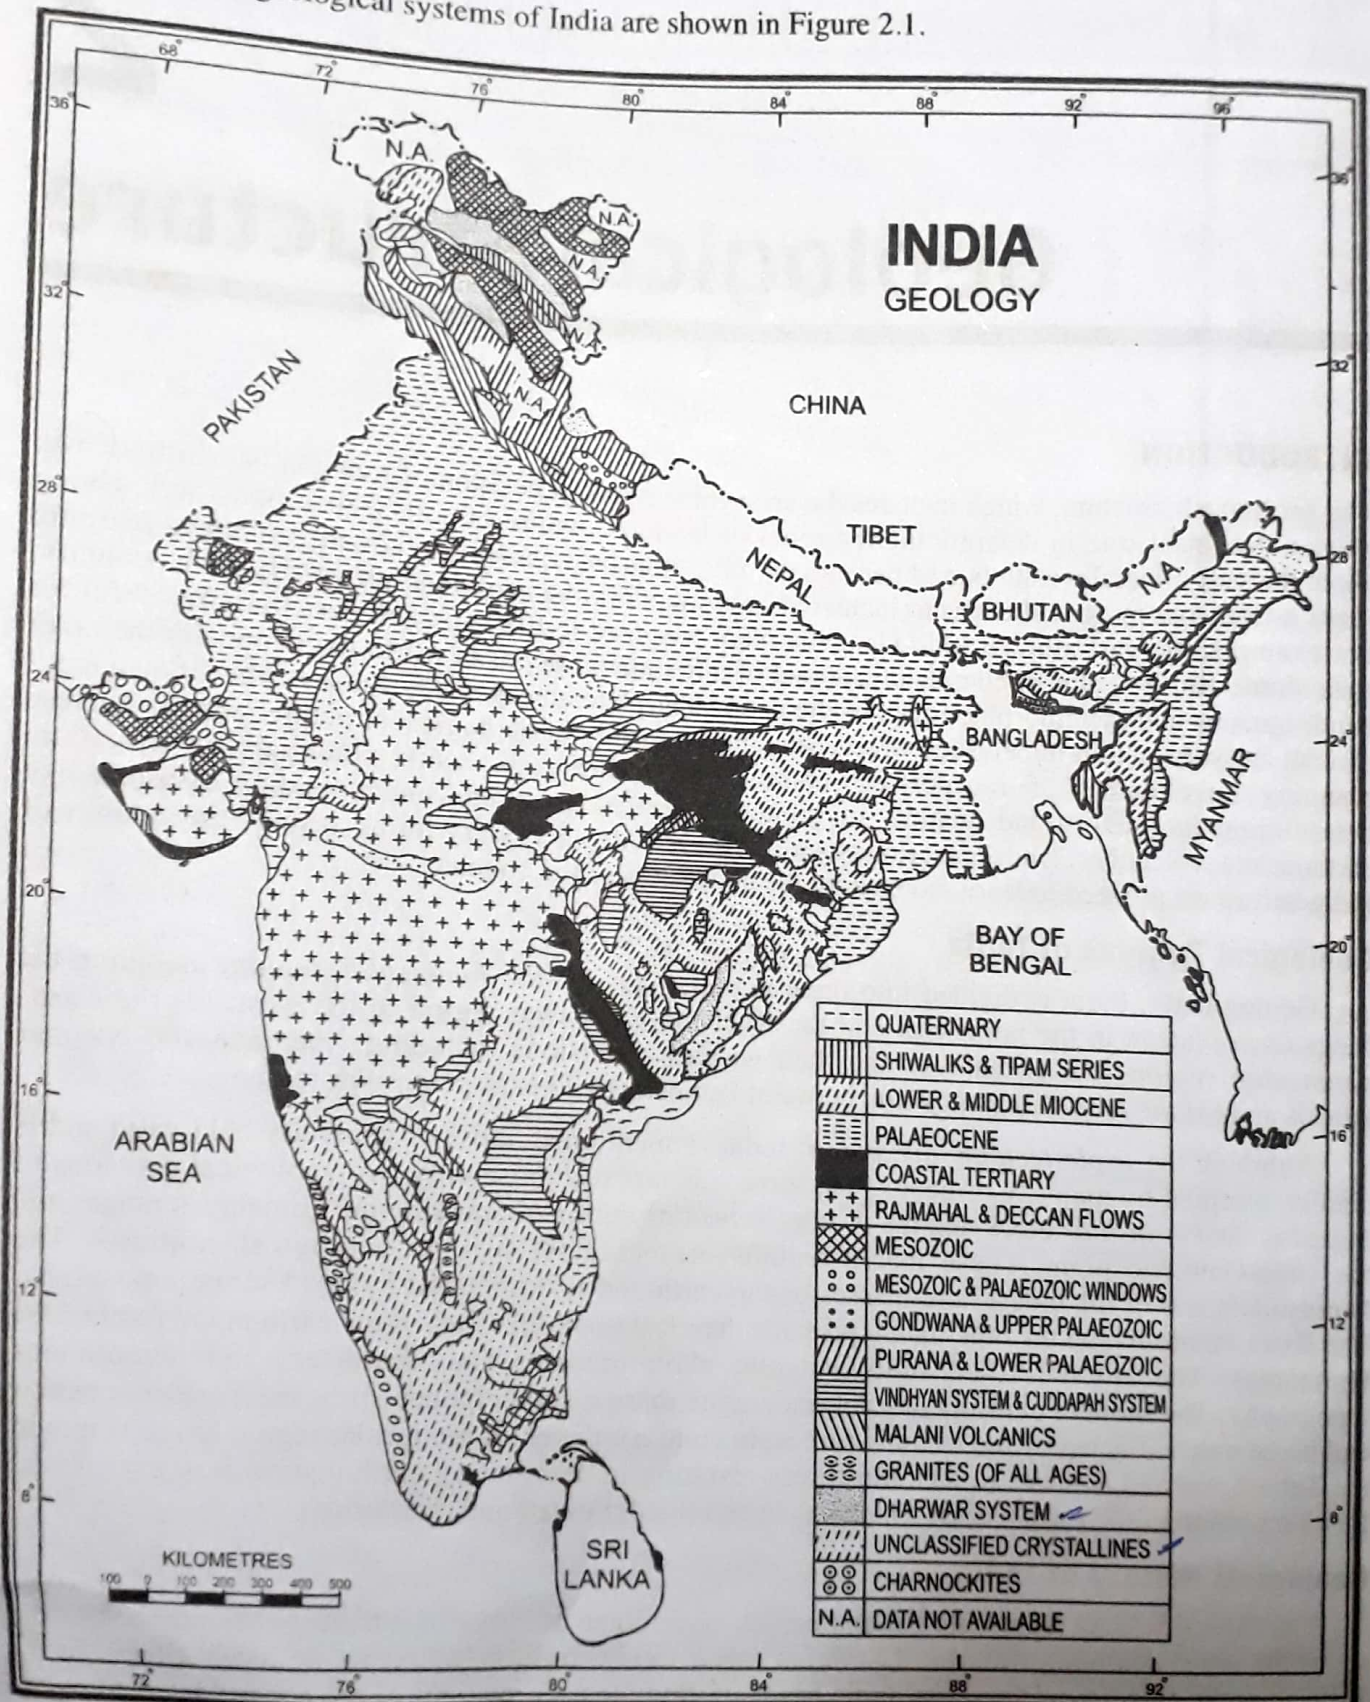 ological systems of India are shown in Figure 2.1.
68° 72° 76° 80° 84° 88° 92° 96°
36° 36°
N.A.
N.A.
INDIA
GEOLOGY
N.A.
32° 32°
N.A.
PAKISTAN
N.A.
CHINA
28° 28°
TIBET
NEPAL
N.A.
BHUTAN
24° 24°
BANGLADESH
MYANMAR
20° 20°
BAY OF
BENGAL
16° 16°
ARABIAN
SEA
12° 12°
8° 8°
SRI
LANKA
QUATERNARY
SHIWALIKS & TIPAM SERIES
LOWER & MIDDLE MIOCENE
PALAEOCENE
COASTAL TERTIARY
RAJMAHAL & DECCAN FLOWS
MESOZOIC
MESOZOIC & PALAEOZOIC WINDOWS
GONDWANA & UPPER PALAEOZOIC
PURANA & LOWER PALAEOZOIC
VINDHYAN SYSTEM & CUDDAPAH SYSTEM
MALANI VOLCANICS
GRANITES (OF ALL AGES)
DHARWAR SYSTEM
UNCLASSIFIED CRYSTALLINES
CHARNOCKITES
N.A. DATA NOT AVAILABLE
KILOMETRES
100 0 100 200 300 400 500
72° 76° 80° 84° 88° 92°